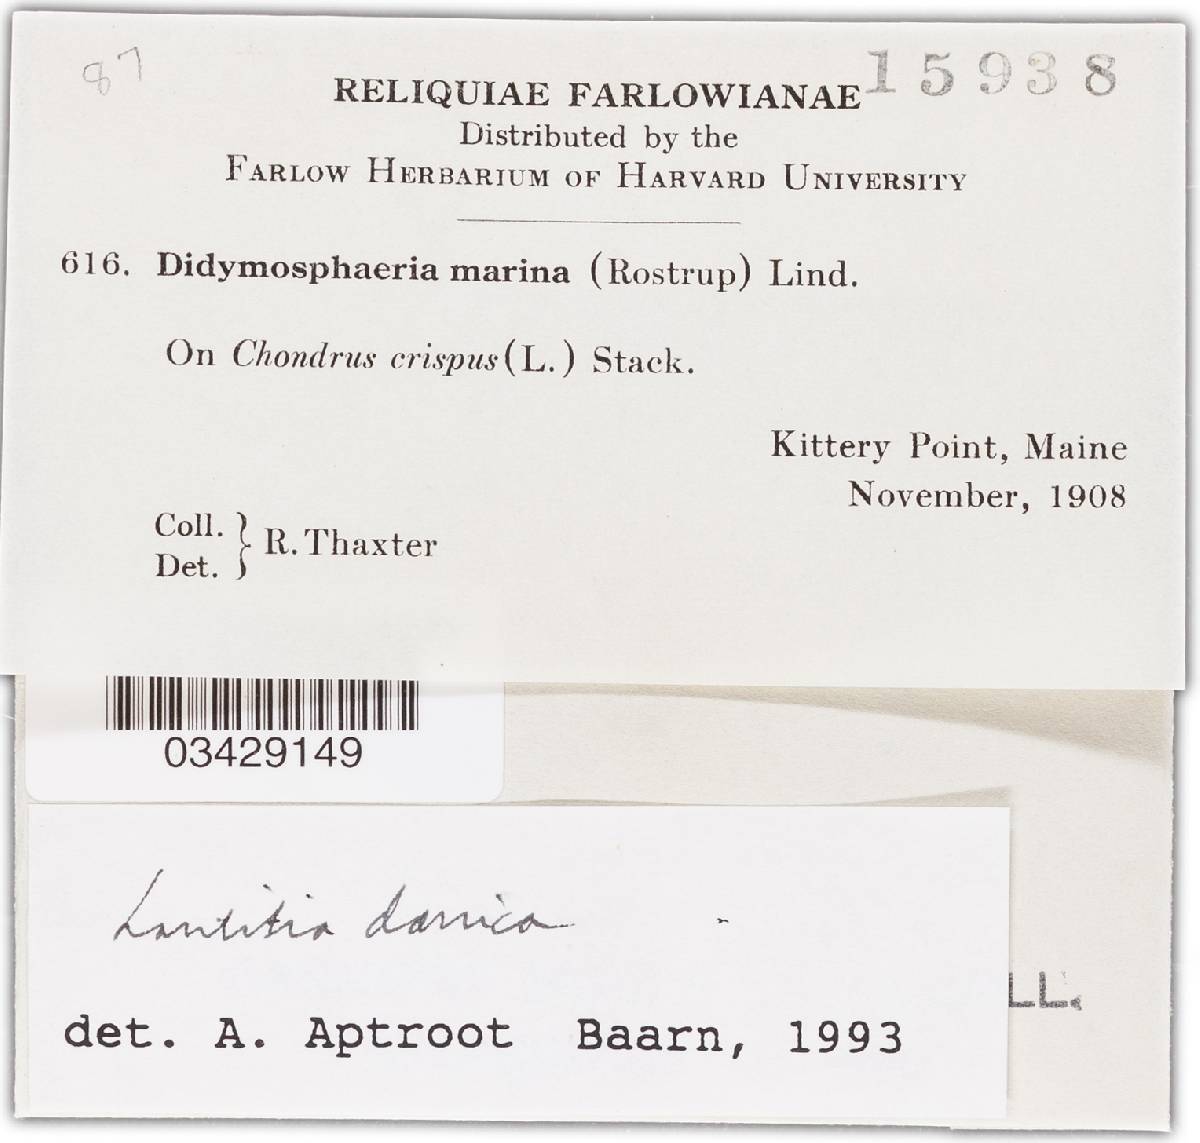 87
15938
RELIQUIAE FARLOWIANAE
Distributed by the
FARLOW HERBARIUM OF HARVARD UNIVERSITY
616. Didymosphaeria marina (Rostrup) Lind.
On Chondrus crispus (L.) Stack.
Kittery Point, Maine
November, 1908
Coll.
Det. } R. Thaxter
03429149
Lautitia danica
LL.
det. A. Aptroot Baarn, 1993